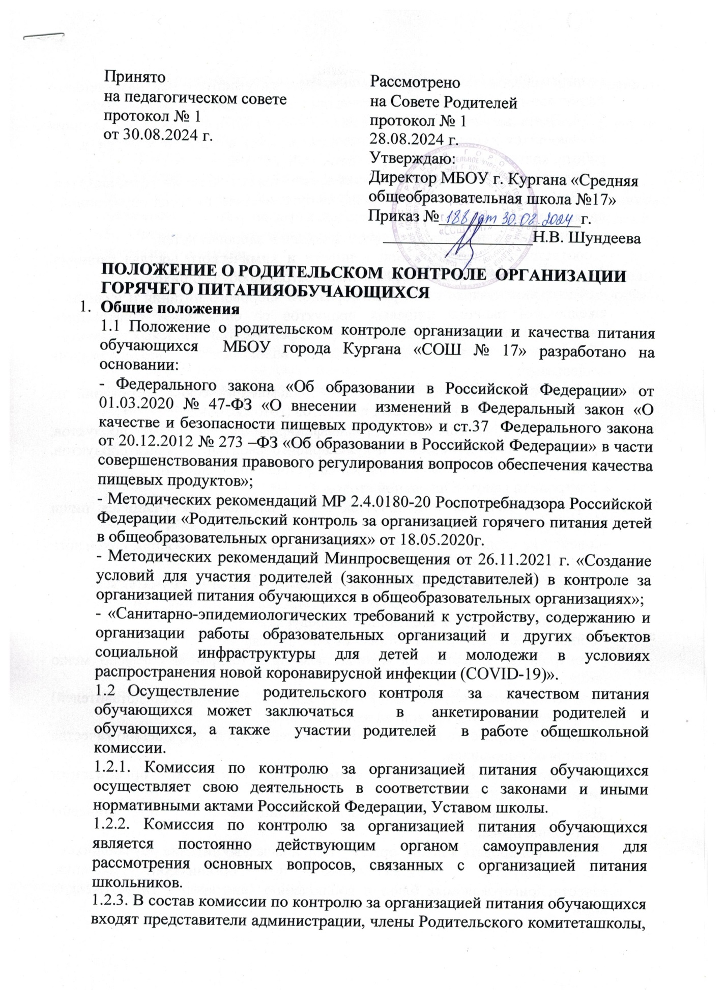 Принято
на педагогическом совете
протокол № 1
от 30.08.2024 г.
Рассмотрено
на Совете Родителей
протокол № 1
28.08.2024 г.
Утверждаю:
Директор МБОУ г. Кургана «Средняя
общеобразовательная школа №17»
Приказ № 188 от 30.08.2024 г.
Н.В. Шундеева
ПОЛОЖЕНИЕ О РОДИТЕЛЬСКОМ КОНТРОЛЕ ОРГАНИЗАЦИИ
ГОРЯЧЕГО ПИТАНИЯОБУЧАЮЩИХСЯ
1. Общие положения
1.1 Положение о родительском контроле организации и качества питания
обучающихся МБОУ города Кургана «СОШ № 17» разработано на
основании:
- Федерального закона «Об образовании в Российской Федерации» от
01.03.2020 № 47-ФЗ «О внесении изменений в Федеральный закон «О
качестве и безопасности пищевых продуктов» и ст.37 Федерального закона
от 20.12.2012 № 273 –ФЗ «Об образовании в Российской Федерации» в части
совершенствования правового регулирования вопросов обеспечения качества
пищевых продуктов»;
- Методических рекомендаций МР 2.4.0180-20 Роспотребнадзора Российской
Федерации «Родительский контроль за организацией горячего питания детей
в общеобразовательных организациях» от 18.05.2020г.
- Методических рекомендаций Минпросвещения от 26.11.2021 г. «Создание
условий для участия родителей (законных представителей) в контроле за
организацией питания обучающихся в общеобразовательных организациях»;
- «Санитарно-эпидемиологических требований к устройству, содержанию и
организации работы образовательных организаций и других объектов
социальной инфраструктуры для детей и молодежи в условиях
распространения новой коронавирусной инфекции (COVID-19)».
1.2 Осуществление родительского контроля за качеством питания
обучающихся может заключаться в анкетировании родителей и
обучающихся, а также участии родителей в работе общешкольной
комиссии.
1.2.1. Комиссия по контролю за организацией питания обучающихся
осуществляет свою деятельность в соответствии с законами и иными
нормативными актами Российской Федерации, Уставом школы.
1.2.2. Комиссия по контролю за организацией питания обучающихся
является постоянно действующим органом самоуправления для
рассмотрения основных вопросов, связанных с организацией питания
школьников.
1.2.3. В состав комиссии по контролю за организацией питания обучающихся
входят представители администрации, члены Родительского комитеташколы,